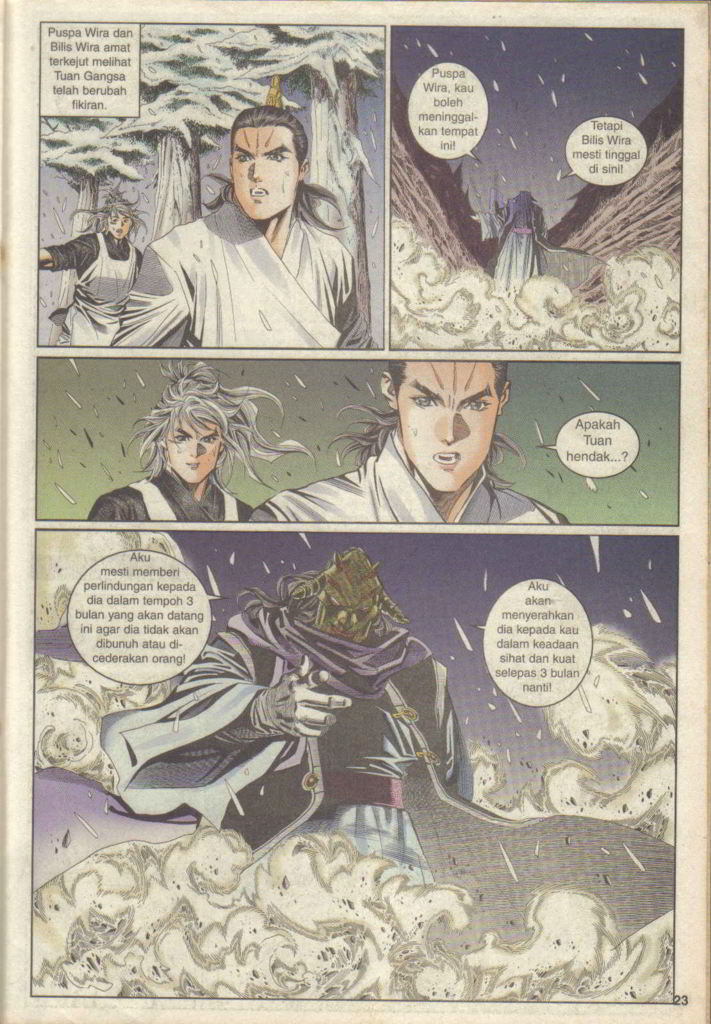 Puspa Wira dan
Bilis Wira amat
terkejut melihat
Tuan Gangsa
telah berubah
fikiran.
Puspa
Wira, kau
boleh
meninggal-
kan tempat
ini!
Tetapi
Bilis Wira
mesti tinggal
di sini!
Apakah
Tuan
hendak...?
Aku
mesti memberi
perlindungan kepada
dia dalam tempoh 3
bulan yang akan datang
ini agar dia tidak akan
dibunuh atau di-
cederakan orang!
Aku
akan
menyerahkan
dia kepada kau
dalam keadaan
sihat dan kuat
selepas 3 bulan
nanti!
23